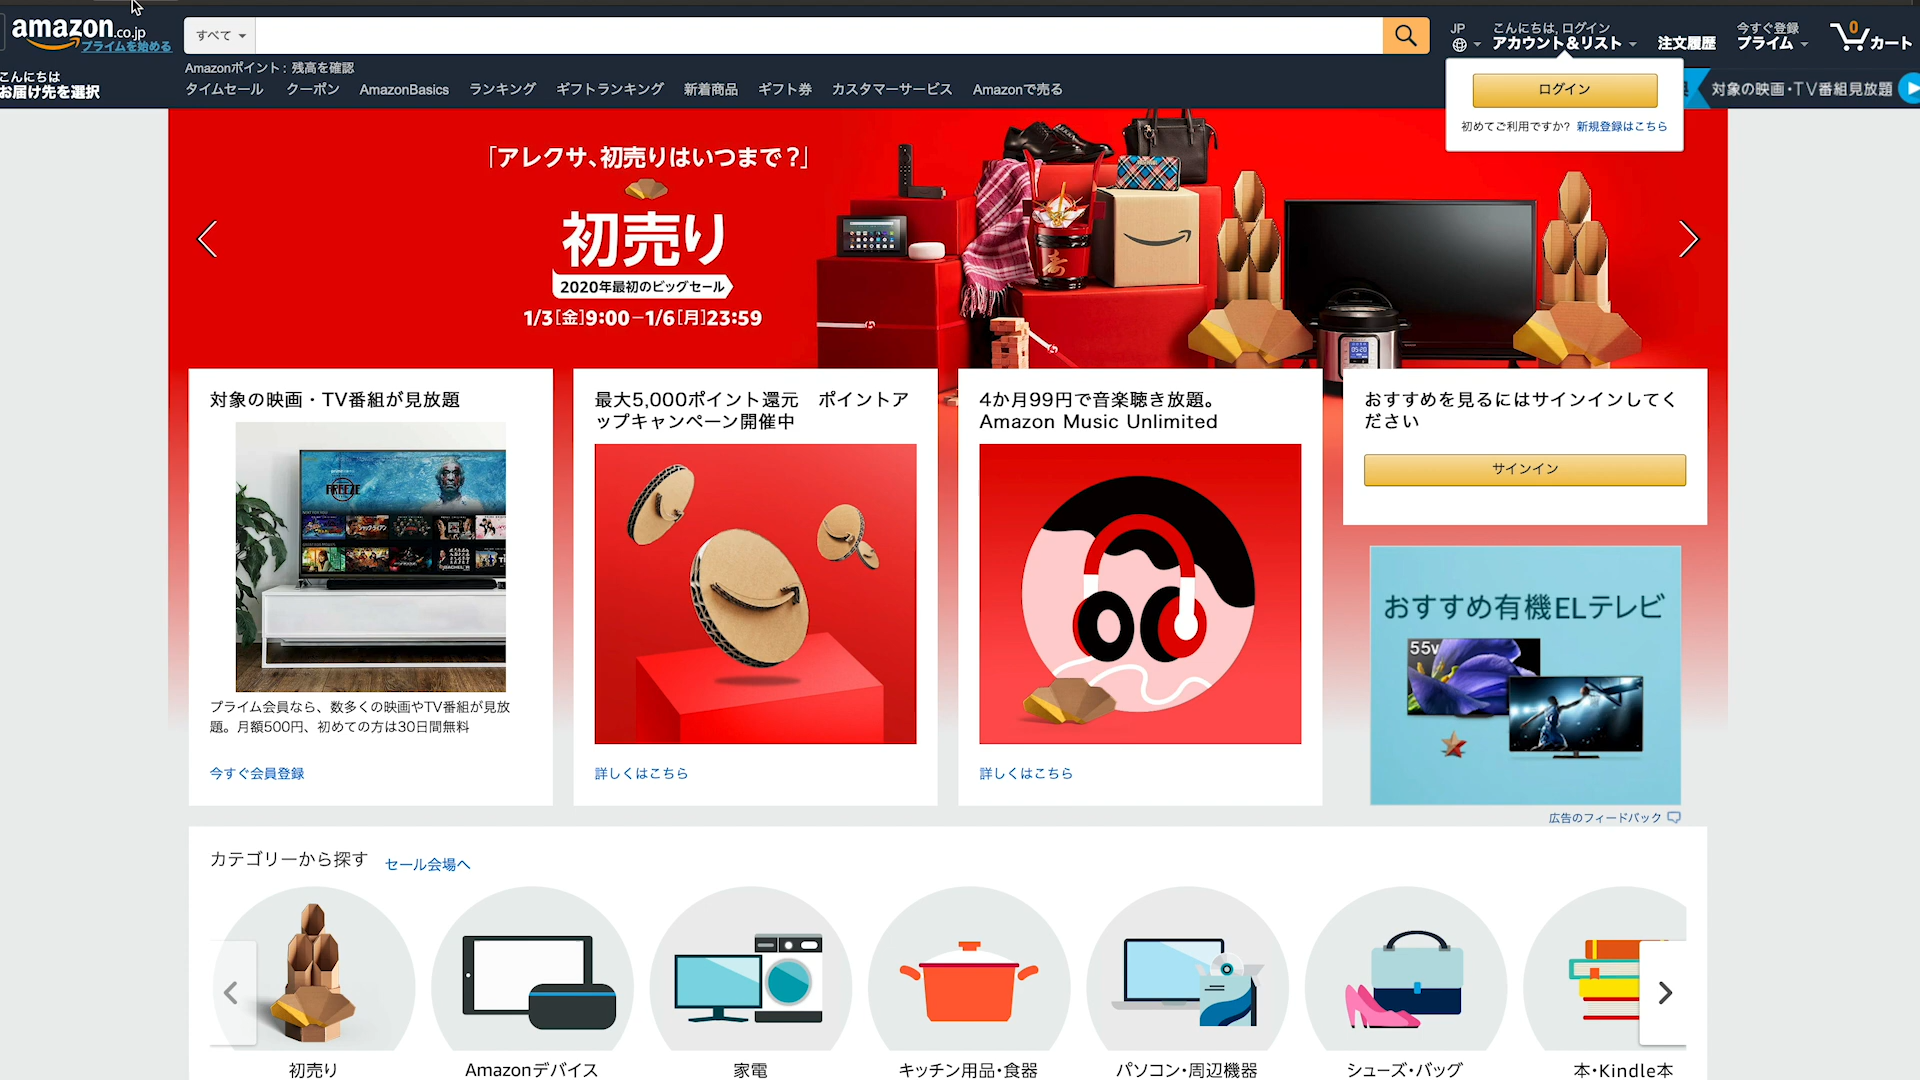 amazon.co.jp
プライムを始める
すべて
JP
こんにちは, ログイン
アカウント&リスト
注文履歴
今すぐ登録
プライム
0
カート
こんにちは
お届け先を選択
Amazonポイント: 残高を確認
タイムセール クーポン AmazonBasics ランキング ギフトランキング 新着商品 ギフト券 カスタマーサービス Amazonで売る
対象の映画・TV番組見放題
ログイン
初めてご利用ですか? 新規登録はこちら
「アレクサ、初売りはいつまで?」
初売り
2020年最初のビッグセール
1/3[金]9:00-1/6[月]23:59
寿
対象の映画・TV番組が見放題
FREEZE
プライム会員なら、数多くの映画やTV番組が見放
題。月額500円、初めての方は30日間無料
今すぐ会員登録
最大5,000ポイント還元 ポイントア
ップキャンペーン開催中
詳しくはこちら
4か月99円で音楽聴き放題。
Amazon Music Unlimited
詳しくはこちら
おすすめを見るにはサインインしてく
ださい
サインイン
おすすめ有機ELテレビ
55v
広告のフィードバック
カテゴリーから探す セール会場へ
初売り
Amazonデバイス
家電
キッチン用品・食器
パソコン・周辺機器
シューズ・バッグ
本・Kindle本